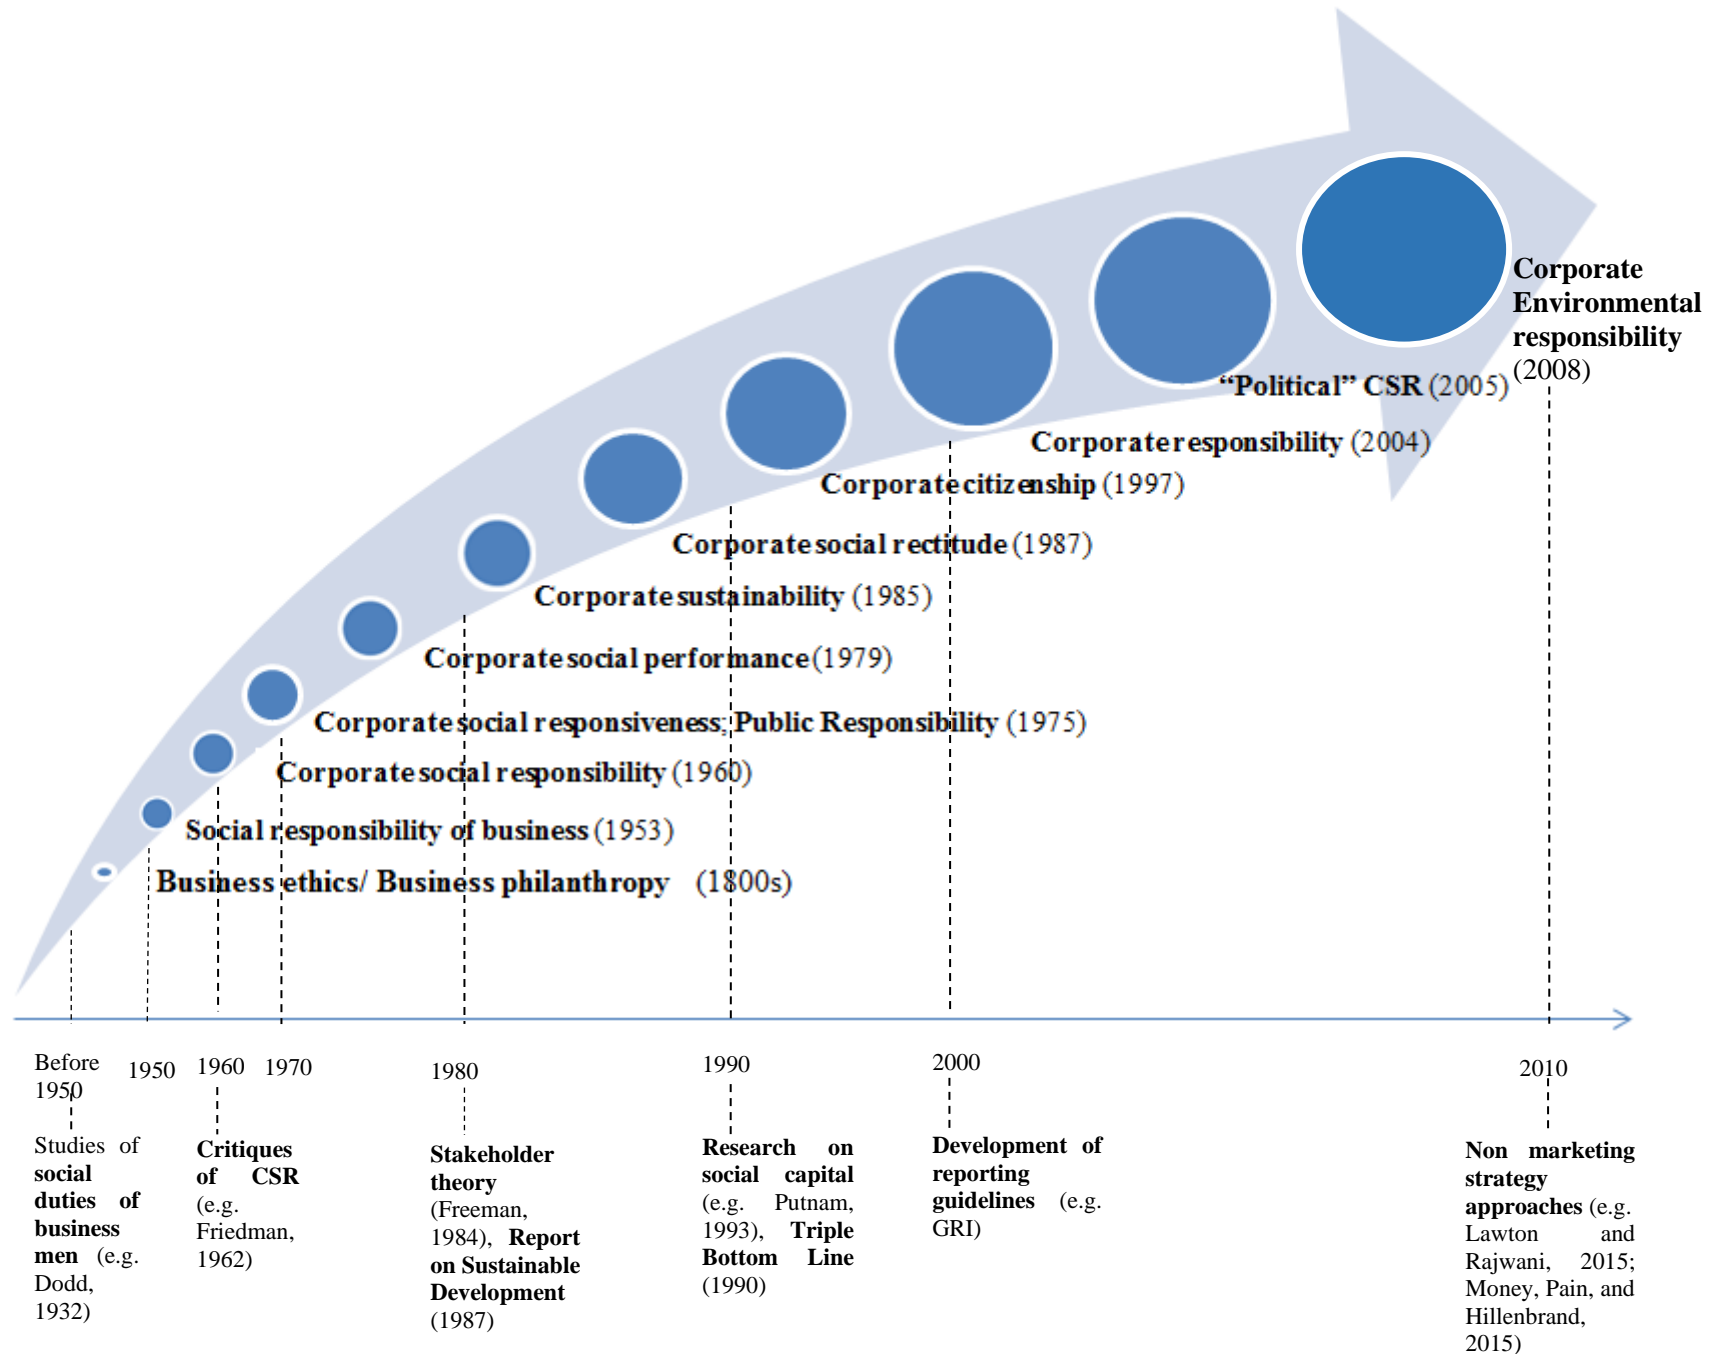 Corporate
Environmental
responsibility
(2008)
“Political” CSR (2005)
Corporate responsibility (2004)
Corporate citizenship (1997)
Corporate social rectitude (1987)
Corporate sustainability (1985)
Corporate social performance (1979)
Corporate social responsiveness; Public Responsibility (1975)
Corporate social responsibility (1960)
Social responsibility of business (1953)
Business ethics/ Business philanthropy (1800s)
Before
1950
1950
1960
1970
1980
1990
2000
2010
Studies of
social
duties of
business
men (e.g.
Dodd,
1932)
Critiques
of CSR
(e.g.
Friedman,
1962)
Stakeholder
theory
(Freeman,
1984), Report
on Sustainable
Development
(1987)
Research on
social capital
(e.g. Putnam,
1993), Triple
Bottom Line
(1990)
Development of
reporting
guidelines (e.g.
GRI)
Non marketing
strategy
approaches (e.g.
Lawton and
Rajwani, 2015;
Money, Pain, and
Hillenbrand,
2015)